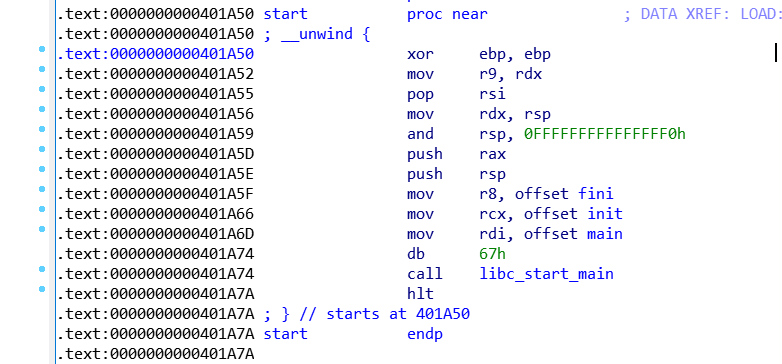 .text:0000000000401A50 start proc near ; DATA XREF: LOAD:
.text:0000000000401A50 ; __unwind {
.text:0000000000401A50 xor ebp, ebp
.text:0000000000401A52 mov r9, rdx
.text:0000000000401A55 pop rsi
.text:0000000000401A56 mov rdx, rsp
.text:0000000000401A59 and rsp, 0FFFFFFFFFFFFFFF0h
.text:0000000000401A5D push rax
.text:0000000000401A5E push rsp
.text:0000000000401A5F mov r8, offset fini
.text:0000000000401A66 mov rcx, offset init
.text:0000000000401A6D mov rdi, offset main
.text:0000000000401A74 db 67h
.text:0000000000401A74 call libc_start_main
.text:0000000000401A7A hlt
.text:0000000000401A7A ; } // starts at 401A50
.text:0000000000401A7A start endp
.text:0000000000401A7A